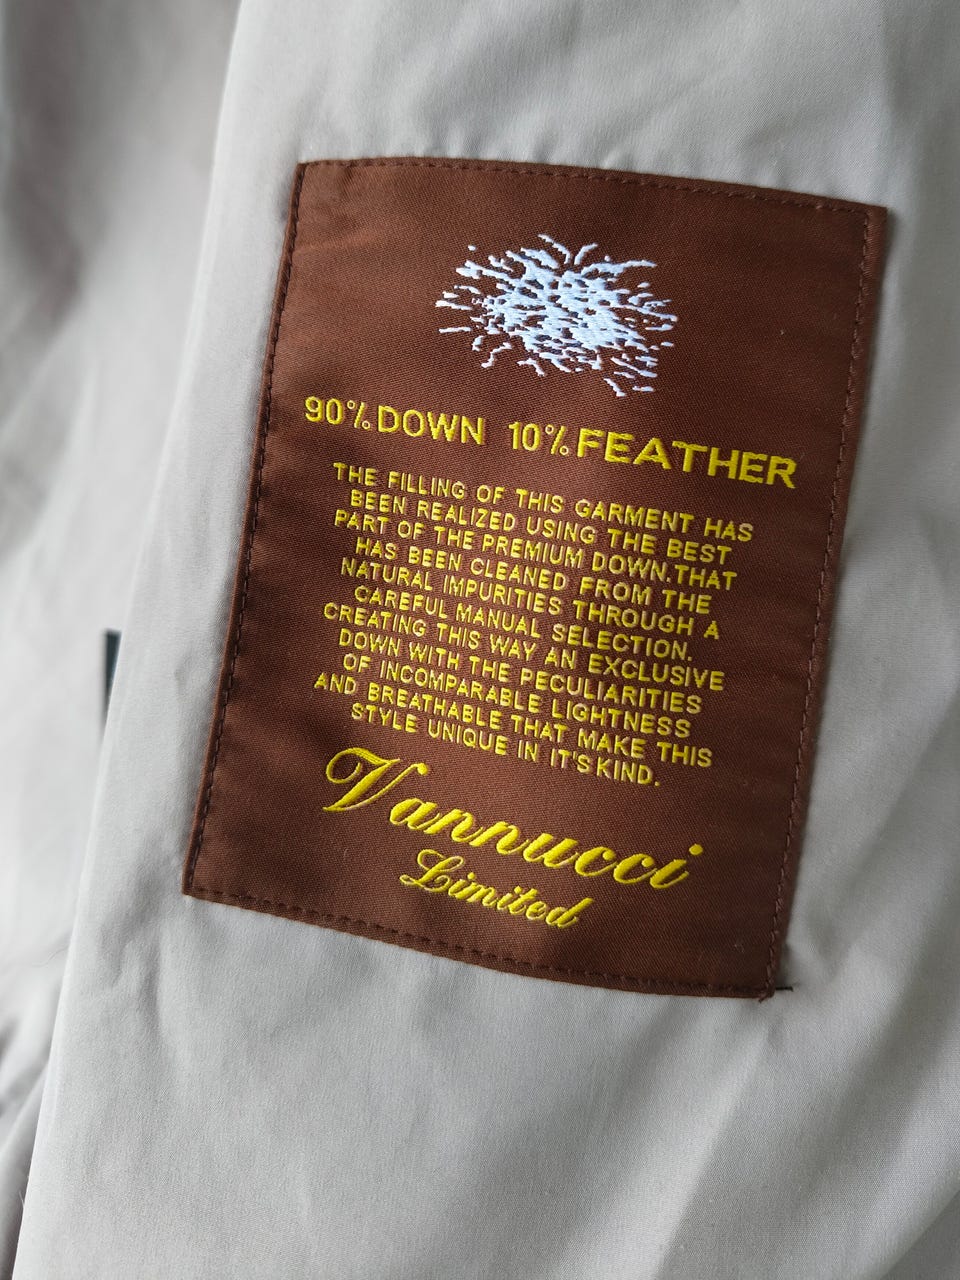 90% DOWN 10% FEATHER
THE FILLING OF THIS GARMENT HAS
BEEN REALIZED USING THE BEST
PART OF THE PREMIUM DOWN.THAT
HAS BEEN CLEANED FROM THE
NATURAL IMPURITIES THROUGH A
CAREFUL MANUAL SELECTION.
CREATING THIS WAY AN EXCLUSIVE
DOWN WITH THE PECULIARITIES
OF INCOMPARABLE LIGHTNESS
AND BREATHABLE THAT MAKE THIS
STYLE UNIQUE IN IT'S KIND.
Vannucci
Limited